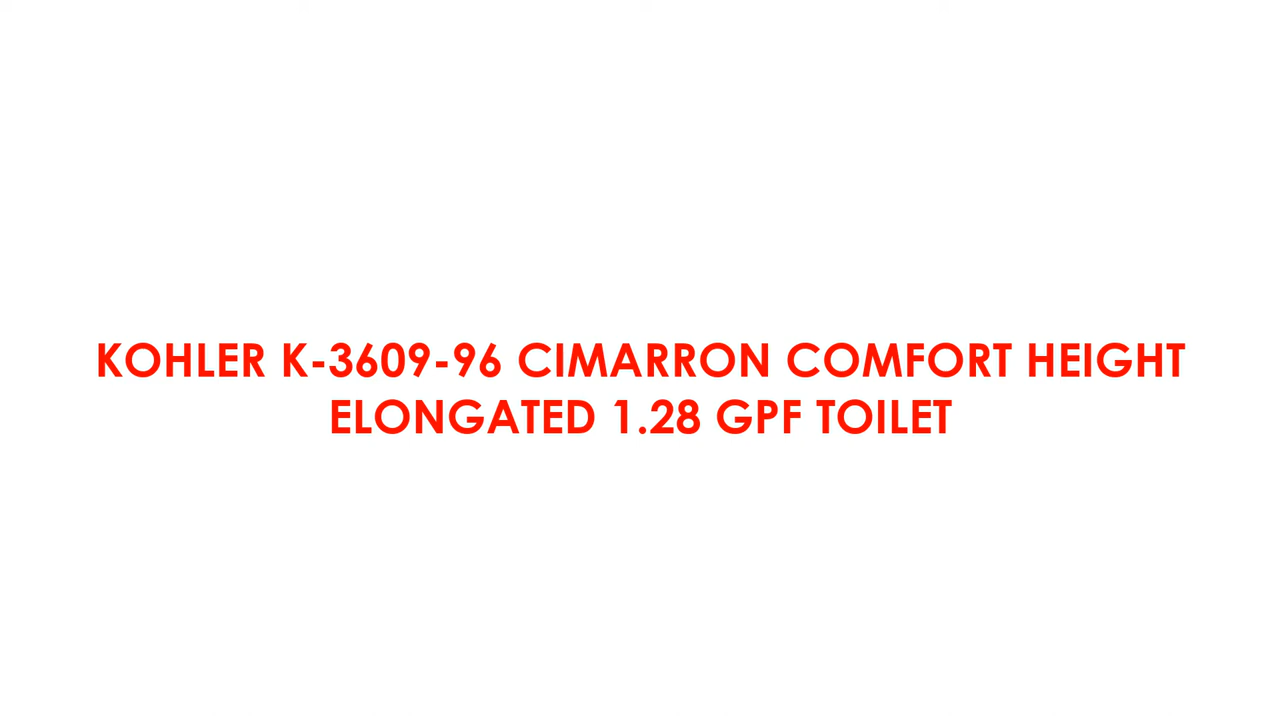 KOHLER K-3609-96 CIMARRON COMFORT HEIGHT
ELONGATED 1.28 GPF TOILET